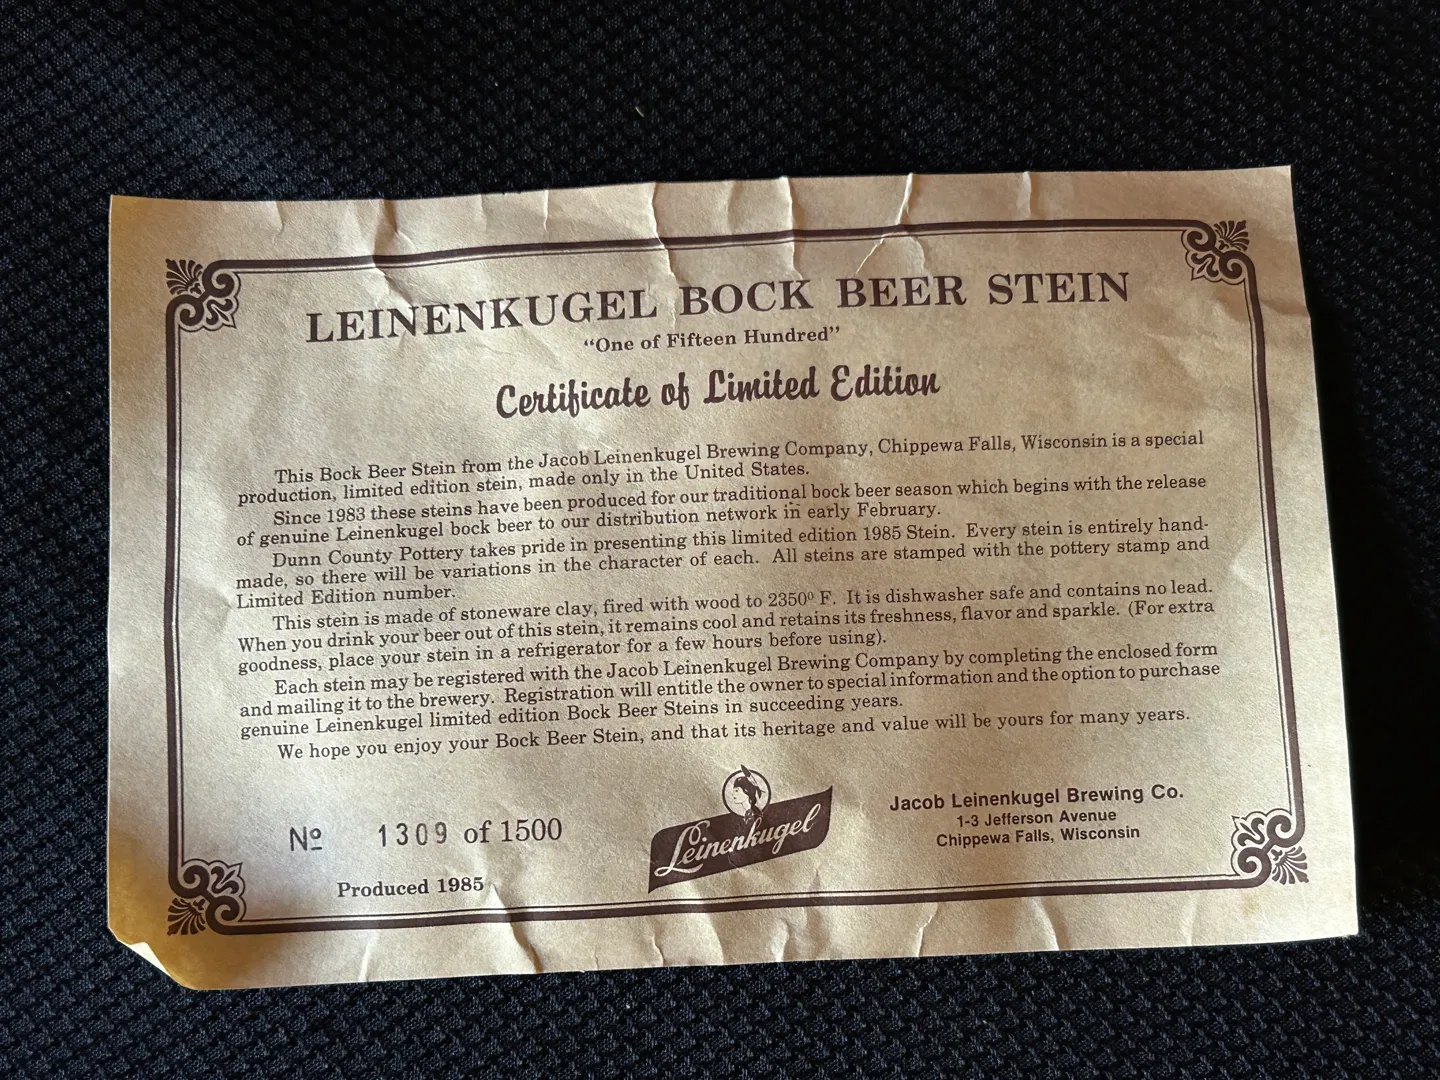 LEINENKUGEL BOCK BEER STEIN
“One of Fifteen Hundred”
Certificate of Limited Edition
This Bock Beer Stein from the Jacob Leinenkugel Brewing Company, Chippewa Falls, Wisconsin is a special
production, limited edition stein, made only in the United States.
Since 1983 these steins have been produced for our traditional bock beer season which begins with the release
of genuine Leinenkugel bock beer to our distribution network in early February.
Dunn County Pottery takes pride in presenting this limited edition 1985 Stein. Every stein is entirely hand-
made, so there will be variations in the character of each. All steins are stamped with the pottery stamp and
Limited Edition number.
This stein is made of stoneware clay, fired with wood to 2350º F. It is dishwasher safe and contains no lead.
When you drink your beer out of this stein, it remains cool and retains its freshness, flavor and sparkle. (For extra
goodness, place your stein in a refrigerator for a few hours before using).
Each stein may be registered with the Jacob Leinenkugel Brewing Company by completing the enclosed form
and mailing it to the brewery. Registration will entitle the owner to special information and the option to purchase
genuine Leinenkugel limited edition Bock Beer Steins in succeeding years.
We hope you enjoy your Bock Beer Stein, and that its heritage and value will be yours for many years.
Nº 1309 of 1500
Produced 1985
Leinenkugel
Jacob Leinenkugel Brewing Co.
1-3 Jefferson Avenue
Chippewa Falls, Wisconsin